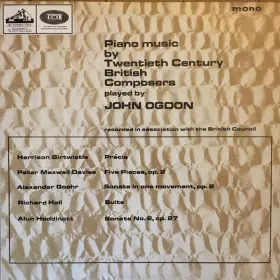 EMI
mono
Piano music
by
Twentieth Century
British
Composers
played by
JOHN OGDON
recorded in association with the British Council
Harrison Birtwistle Précis
Peter Maxwell Davies Five Pieces, op. 2
Alexander Goehr Sonata in one movement, op. 2
Richard Hall Suite
Alun Hoddinott Sonata No. 2, op. 27